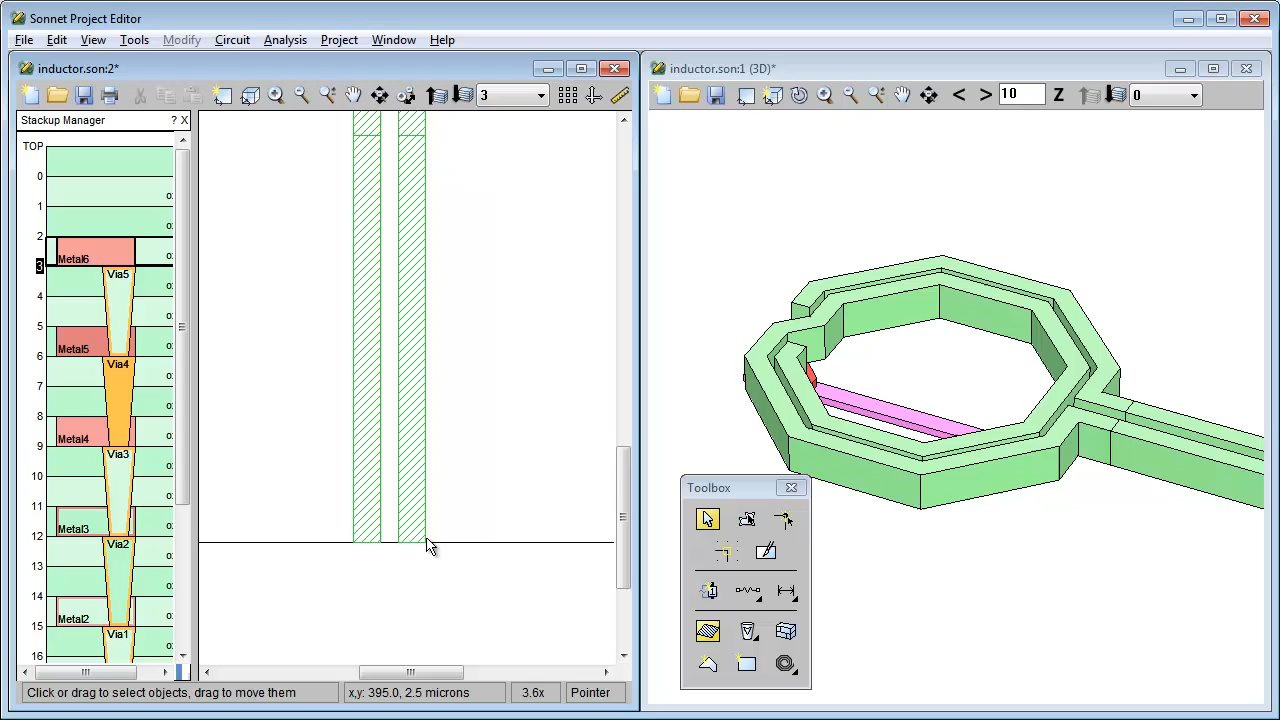 Sonnet Project Editor
File Edit View Tools Modify Circuit Analysis Project Window Help
inductor.son:2*
inductor.son:1 (3D)*
3
< > 10 Z 0
Stackup Manager ? X
TOP
0
1
2
Metal6
3
Via5
4
5
Metal5
6
Via4
7
8
Metal4
9
Via3
10
11
Metal3
12
Via2
13
14
Metal2
15
Via1
16
Toolbox
Click or drag to select objects, drag to move them x,y: 395.0, 2.5 microns 3.6x Pointer